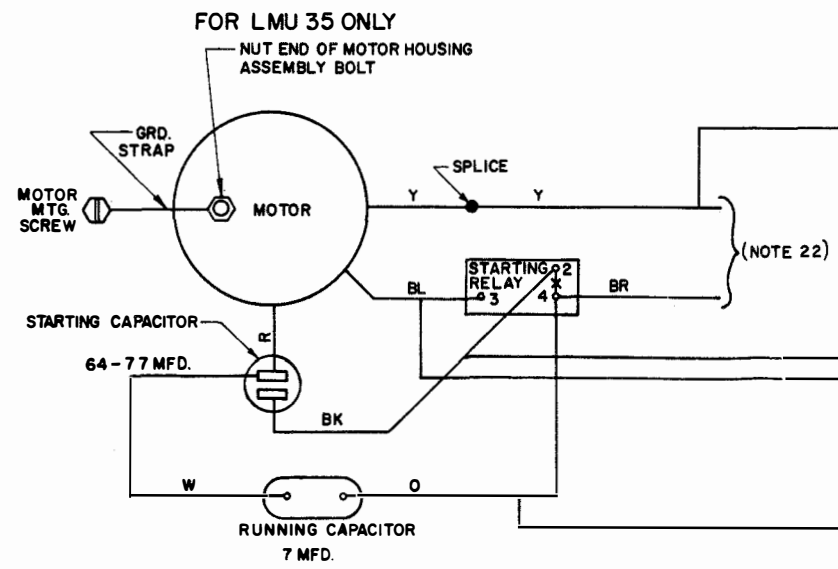 FOR LMU 35 ONLY
NUT END OF MOTOR HOUSING
ASSEMBLY BOLT
GRD.
STRAP
SPLICE
MOTOR
MTG.
SCREW
MOTOR
Y
Y
(NOTE 22)
STARTING
RELAY
2
3
4
BL
BR
STARTING CAPACITOR
R
64-77 MFD.
BK
W
O
RUNNING CAPACITOR
7 MFD.